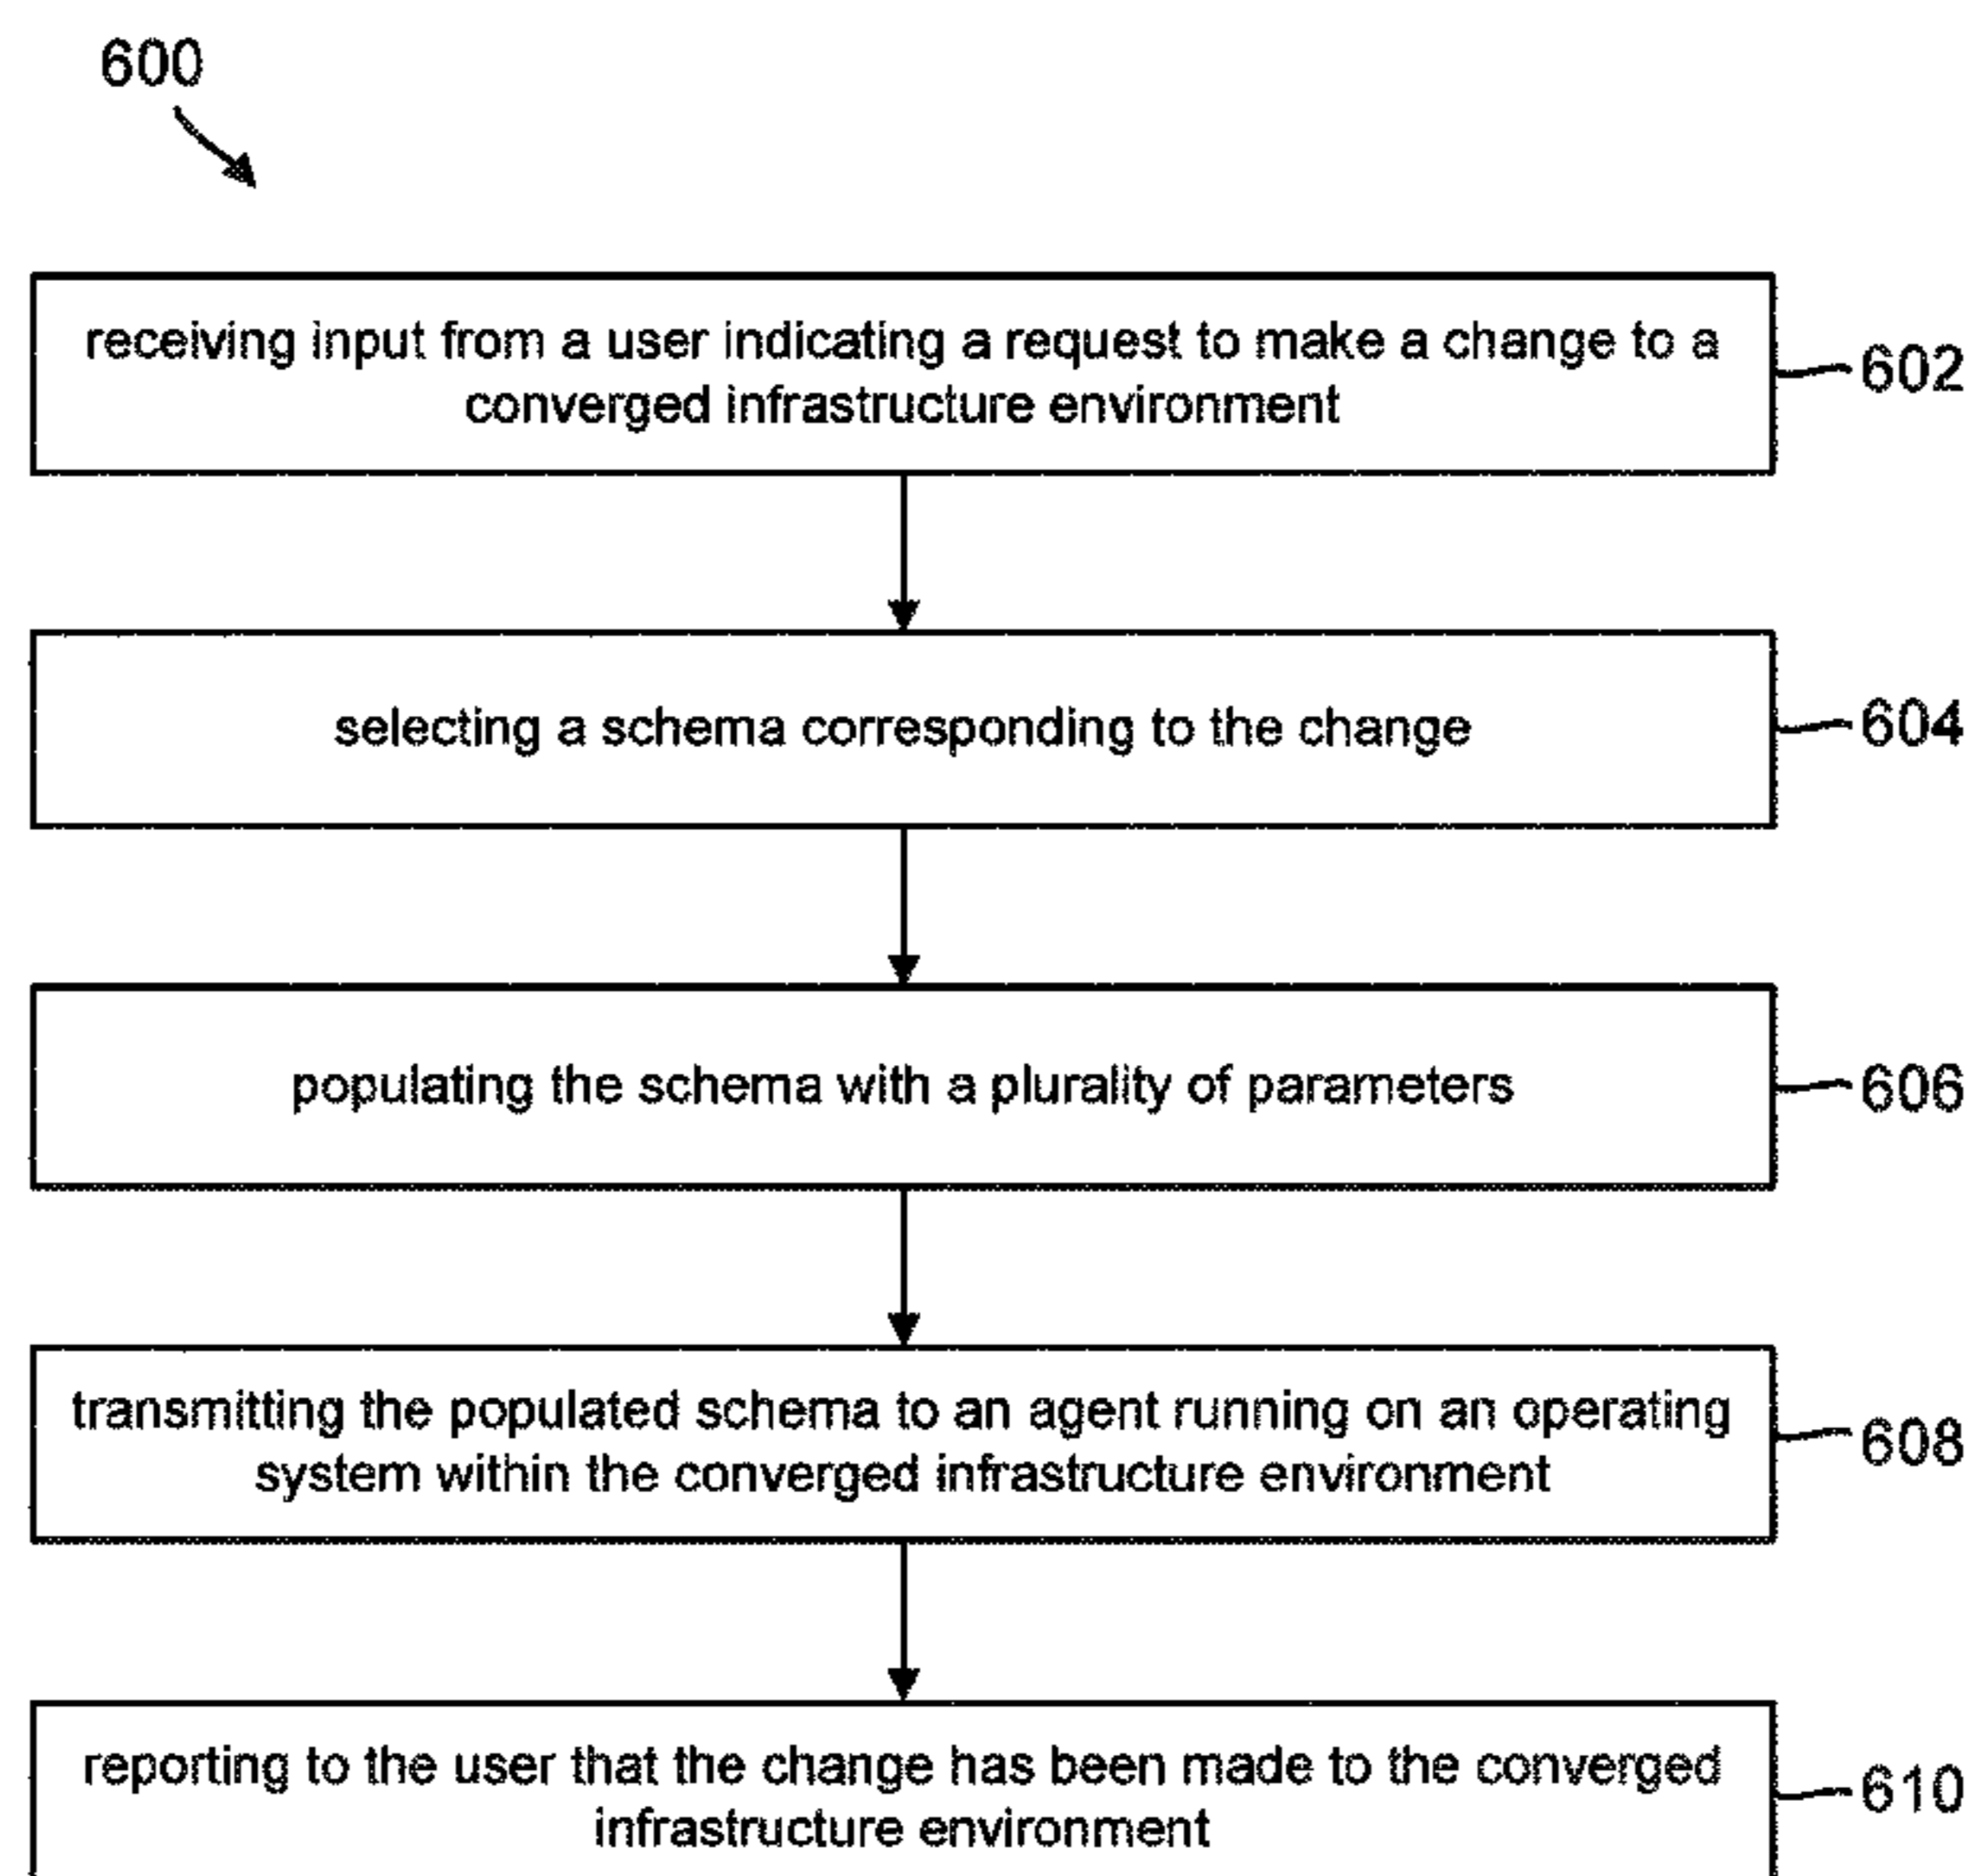 600
receiving input from a user indicating a request to make a change to a
converged infrastructure environment
602
selecting a schema corresponding to the change
604
populating the schema with a plurality of parameters
606
transmitting the populated schema to an agent running on an operating
system within the converged infrastructure environment
608
reporting to the user that the change has been made to the converged
infrastructure environment
610